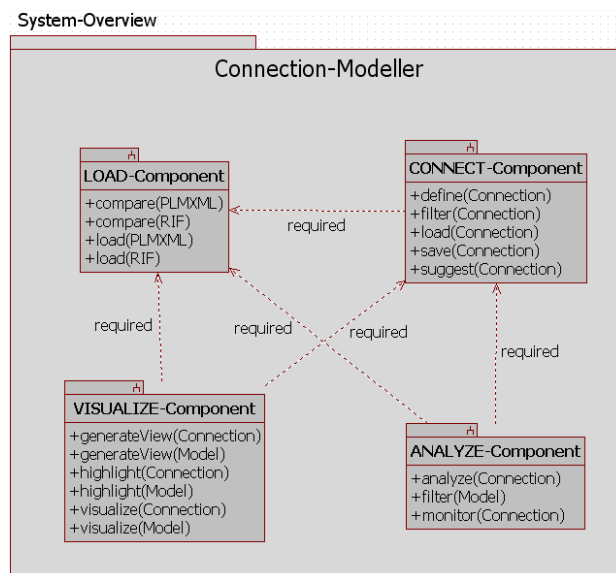 System-Overview
Connection-Modeller
LOAD-Component
+compare(PLMXML)
+compare(RIF)
+load(PLMXML)
+load(RIF)
CONNECT-Component
+define(Connection)
+filter(Connection)
+load(Connection)
+save(Connection)
+suggest(Connection)
required
required
required
required
required
VISUALIZE-Component
+generateView(Connection)
+generateView(Model)
+highlight(Connection)
+highlight(Model)
+visualize(Connection)
+visualize(Model)
ANALYZE-Component
+analyze(Connection)
+filter(Model)
+monitor(Connection)